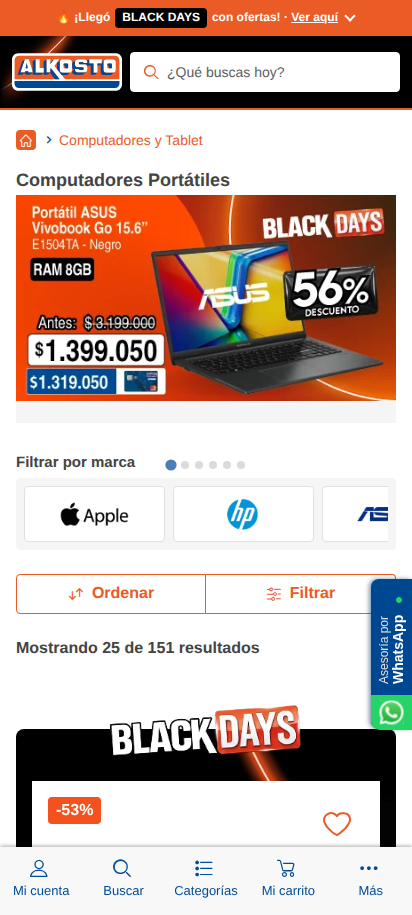 🔥 ¡Llegó BLACK DAYS con ofertas! · Ver aquí
ALKOSTO
¿Qué buscas hoy?
Computadores y Tablet
Computadores Portátiles
Portátil ASUS
Vivobook Go 15.6”
E1504TA - Negro
RAM 8GB
BLACK DAYS
ASUS
56%
DESCUENTO
Antes: $ 3.199.000
$1.399.050
$1.319.050
Filtrar por marca
Apple
hp
Ordenar
Filtrar
Asesoría por
WhatsApp
Mostrando 25 de 151 resultados
BLACK DAYS
-53%
Mi cuenta
Buscar
Categorías
Mi carrito
Más